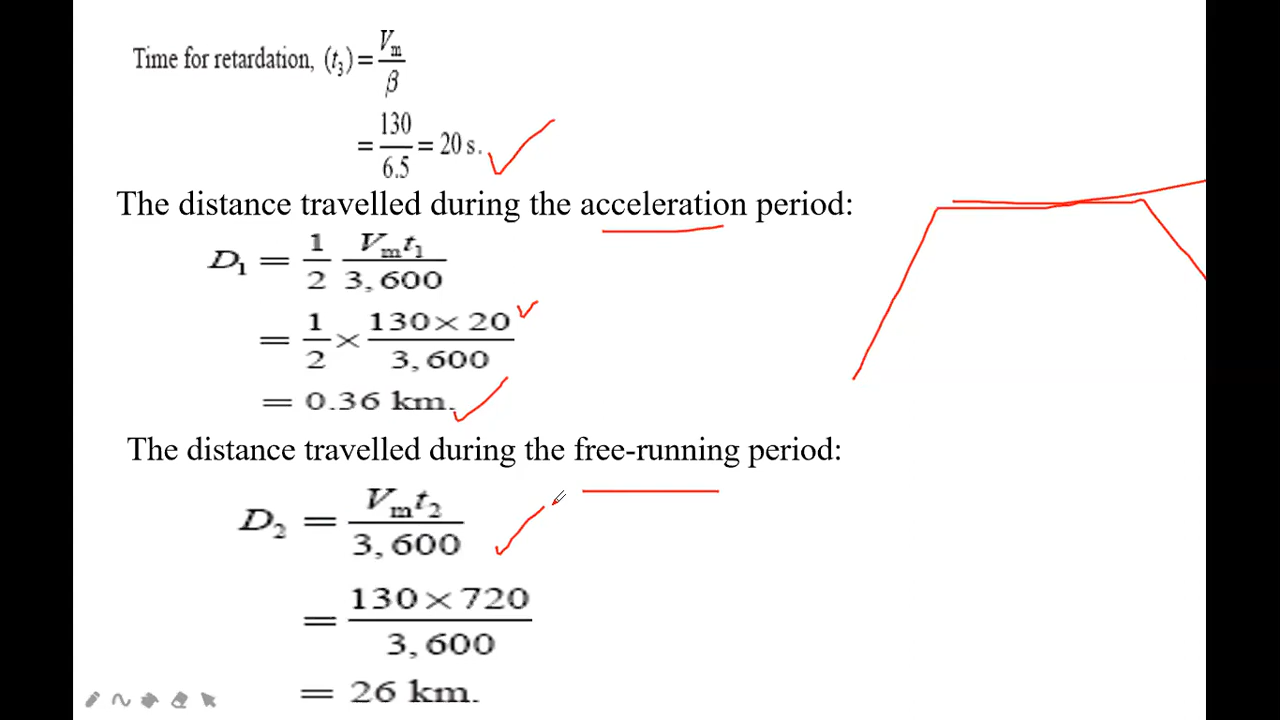 Time for retardation, (t₃) = Vₘ/β
= 130/6.5 = 20 s.
The distance travelled during the acceleration period:
D₁ = 1/2 Vₘt₁/3,600
= 1/2 × 130 × 20/3,600
= 0.36 km.
The distance travelled during the free-running period:
D₂ = Vₘt₂/3,600
= 130 × 720/3,600
= 26 km.